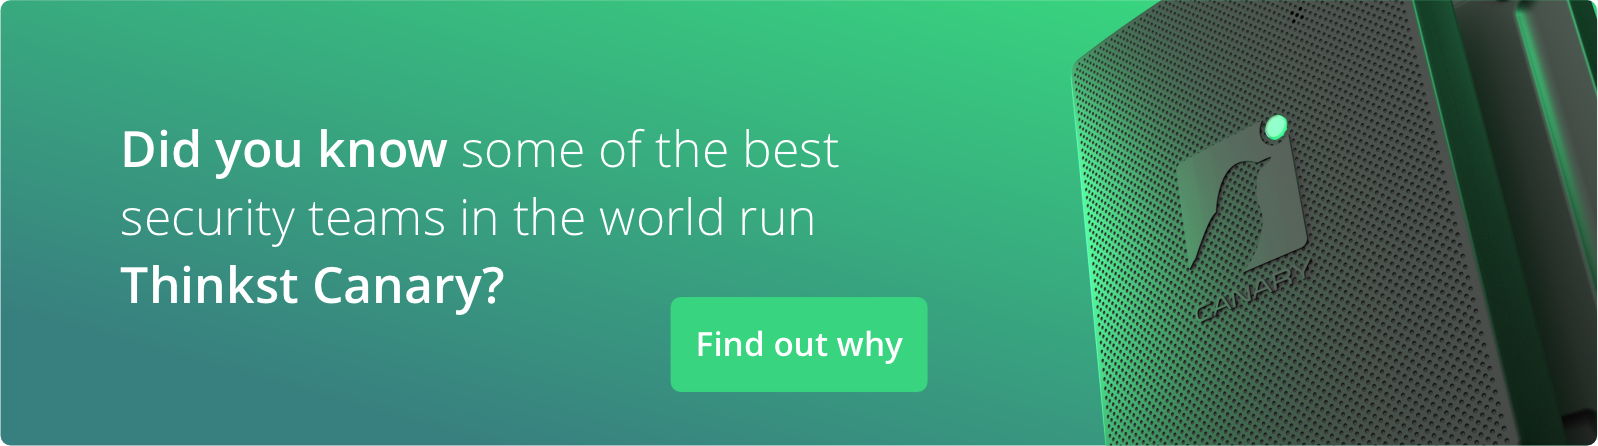 Did you know some of the best
security teams in the world run
Thinkst Canary?
Find out why
CANARY